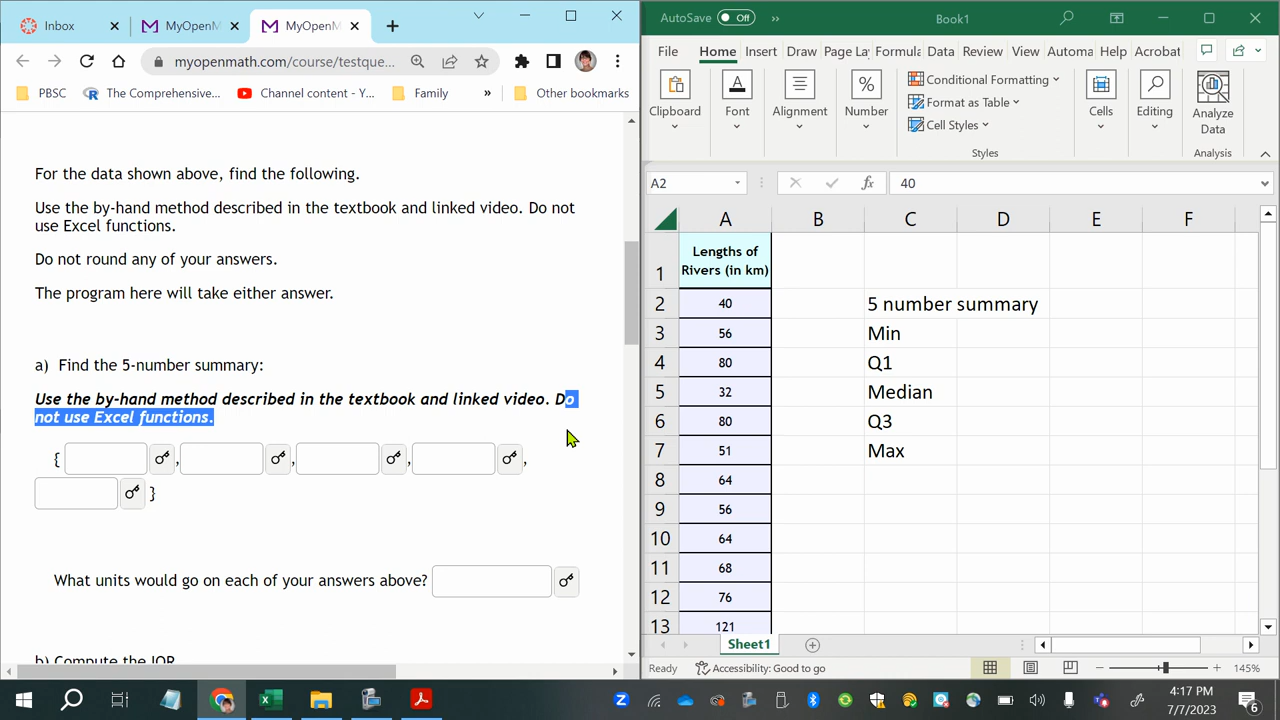 Inbox
MyOpenM
MyOpenM
myopenmath.com/course/testque...
PBSC
The Comprehensive...
Channel content - Y...
Family
»
Other bookmarks
For the data shown above, find the following.
Use the by-hand method described in the textbook and linked video. Do not
use Excel functions.
Do not round any of your answers.
The program here will take either answer.
a) Find the 5-number summary:
Use the by-hand method described in the textbook and linked video. Do
not use Excel functions.
{ , , , ,
}
What units would go on each of your answers above?
b) Compute the IQR
AutoSave Off » Book1
File Home Insert Draw Page Lay Formula Data Review View Automa Help Acrobat
Clipboard
Font
Alignment
Number
Conditional Formatting
Format as Table
Cell Styles
Styles
Cells
Editing
Analyze
Data
Analysis
A2 fx 40
A B C D E F
1 Lengths of
Rivers (in km)
2 40 5 number summary
3 56 Min
4 80 Q1
5 32 Median
6 80 Q3
7 51 Max
8 64
9 56
10 64
11 68
12 76
13 121
Sheet1
Ready Accessibility: Good to go 145%
4:17 PM
7/7/2023
6